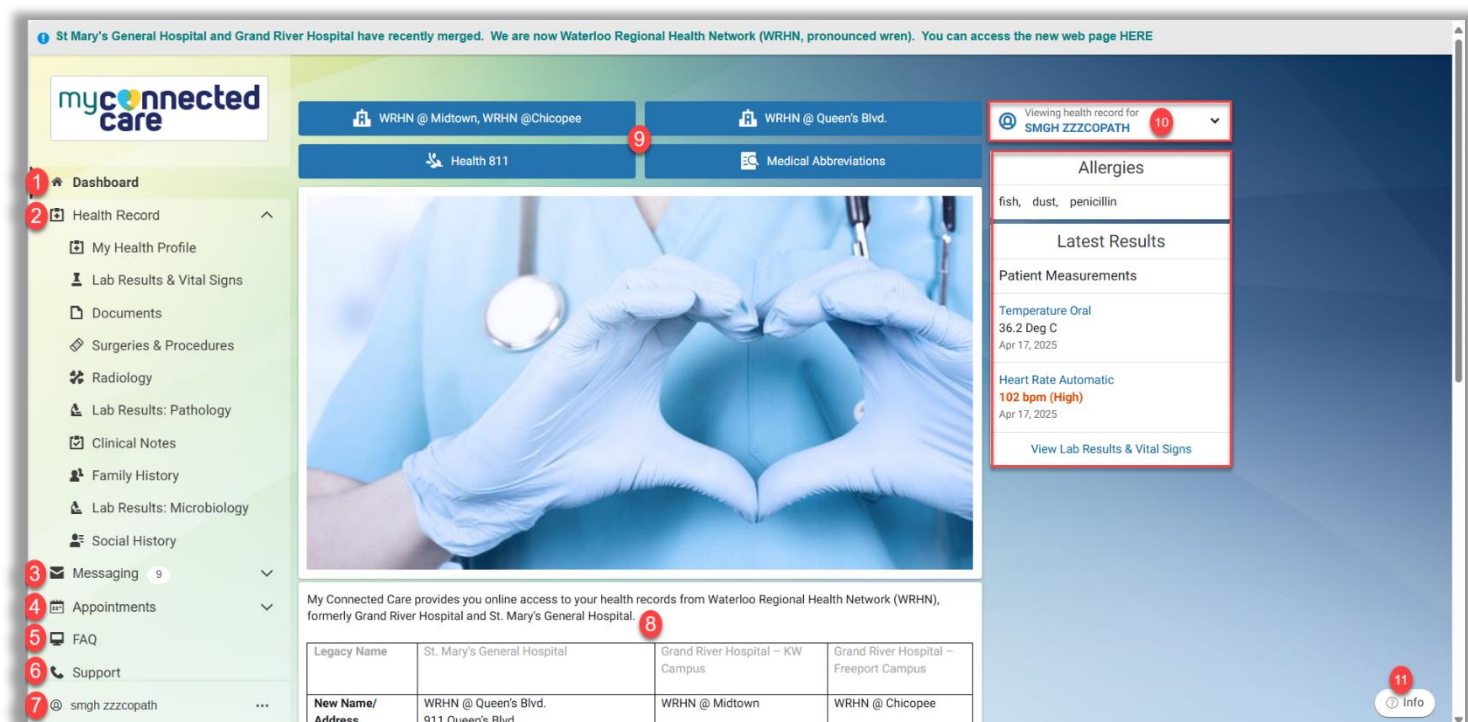 St Mary's General Hospital and Grand River Hospital have recently merged. We are now Waterloo Regional Health Network (WRHN, pronounced wren). You can access the new web page HERE
myconnected
care
1 Dashboard
2 Health Record
My Health Profile
Lab Results & Vital Signs
Documents
Surgeries & Procedures
Radiology
Lab Results: Pathology
Clinical Notes
Family History
Lab Results: Microbiology
Social History
3 Messaging 9
4 Appointments
5 FAQ
6 Support
7 smgh zzzcopath ...
WRHN @ Midtown, WRHN @Chicopee
WRHN @ Queen's Blvd.
9
Health 811
Medical Abbreviations
My Connected Care provides you online access to your health records from Waterloo Regional Health Network (WRHN),
formerly Grand River Hospital and St. Mary's General Hospital.
8
Legacy Name
St. Mary's General Hospital
Grand River Hospital – KW
Campus
Grand River Hospital –
Freeport Campus
New Name/
Address
WRHN @ Queen's Blvd.
911 Queen's Blvd
WRHN @ Midtown
WRHN @ Chicopee
Viewing health record for
SMGH ZZZCOPATH
10
Allergies
fish, dust, penicillin
Latest Results
Patient Measurements
Temperature Oral
36.2 Deg C
Apr 17, 2025
Heart Rate Automatic
102 bpm (High)
Apr 17, 2025
View Lab Results & Vital Signs
11
Info